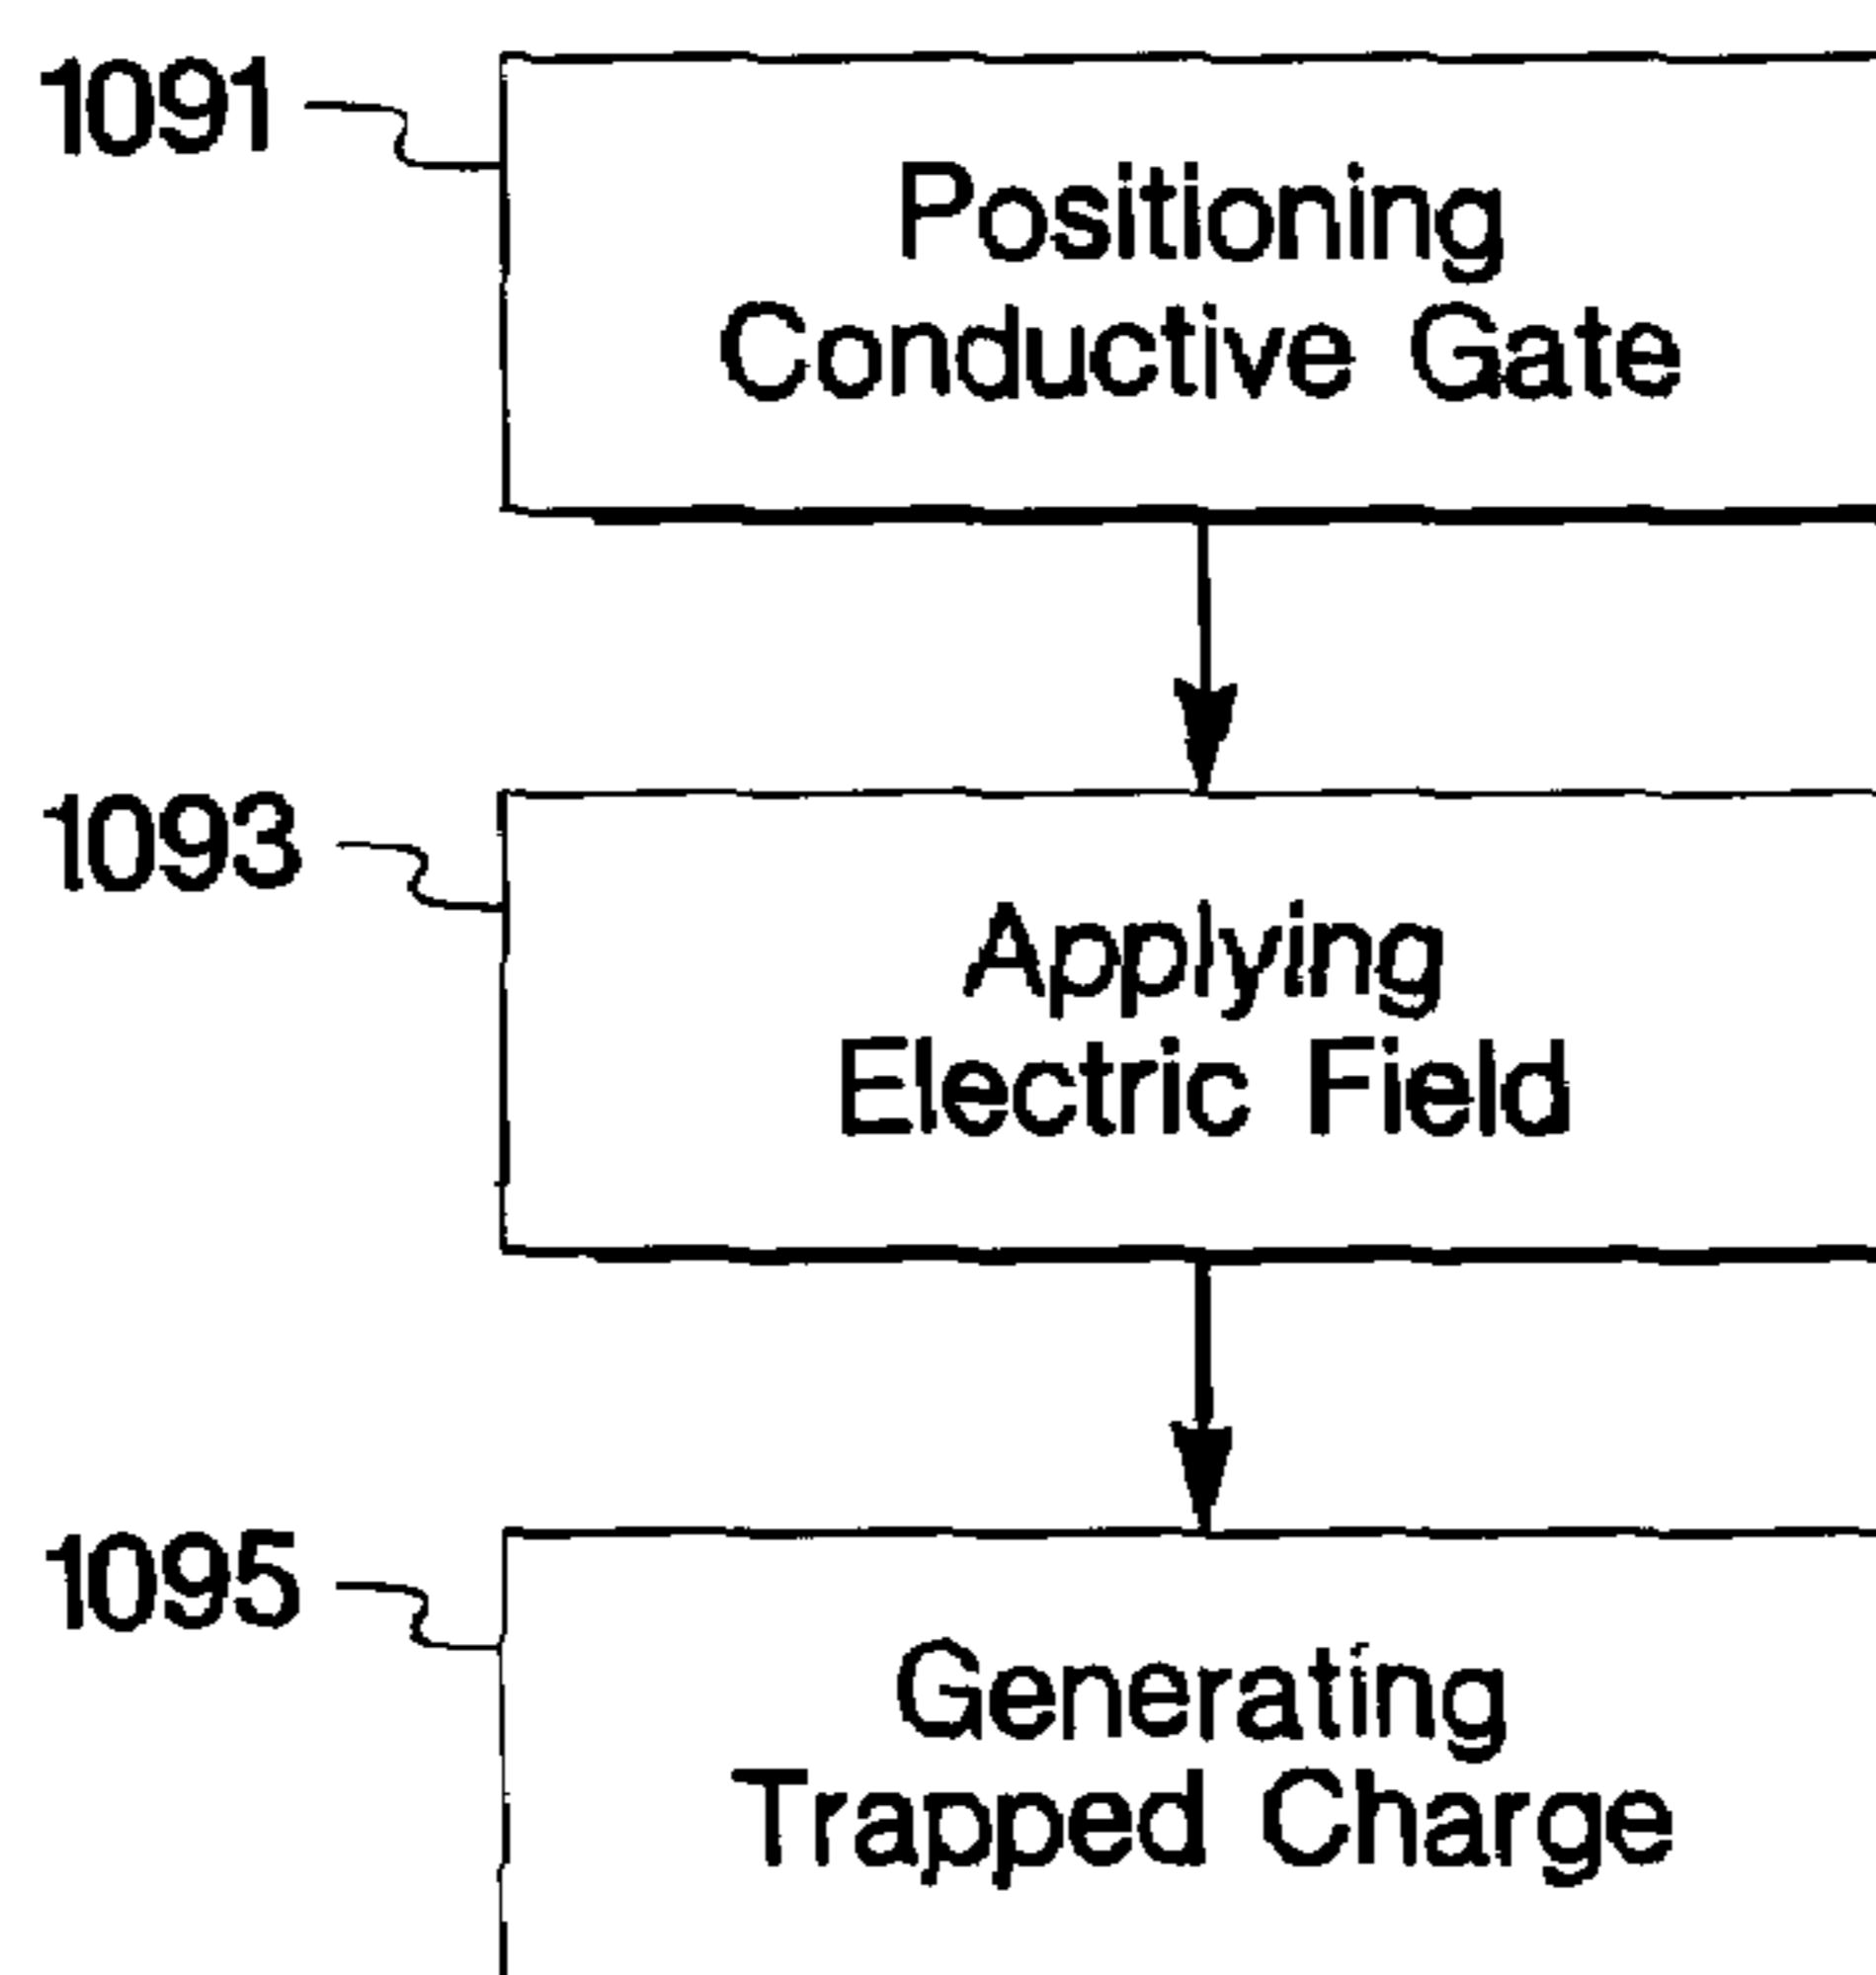 1091
Positioning
Conductive Gate
1093
Applying
Electric Field
1095
Generating
Trapped Charge